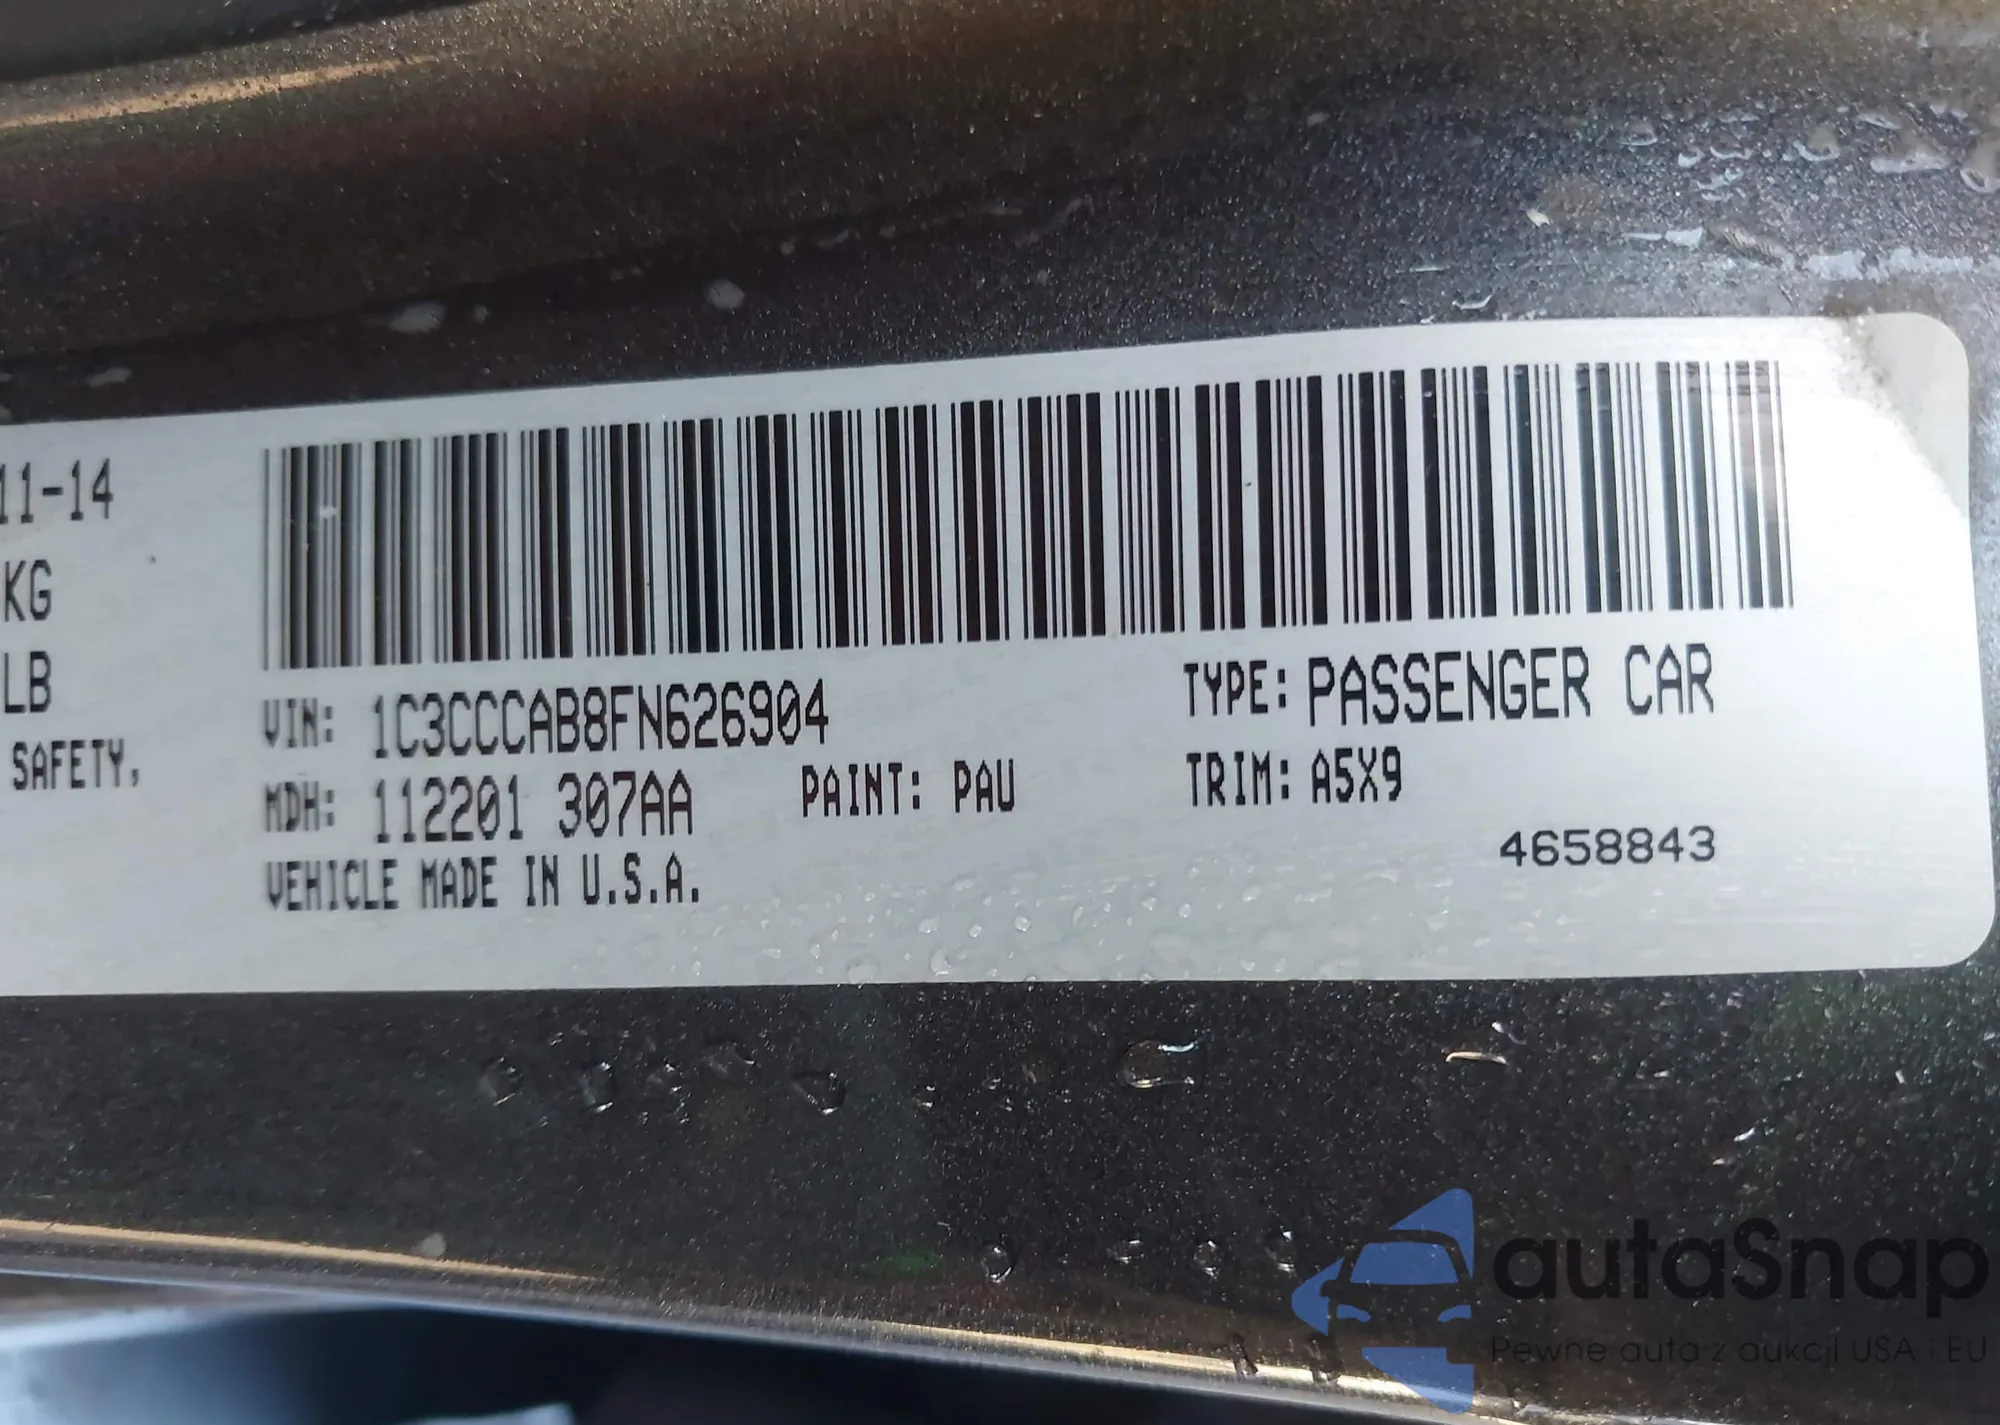 11-14
KG
LB
SAFETY,
VIN: 1C3CCCAB8FN626904
TYPE: PASSENGER CAR
MDH: 112201 307AA
PAINT: PAU
TRIM: A5X9
VEHICLE MADE IN U.S.A.
4658843
autaSnap
Pewne auta z aukcji USA i EU